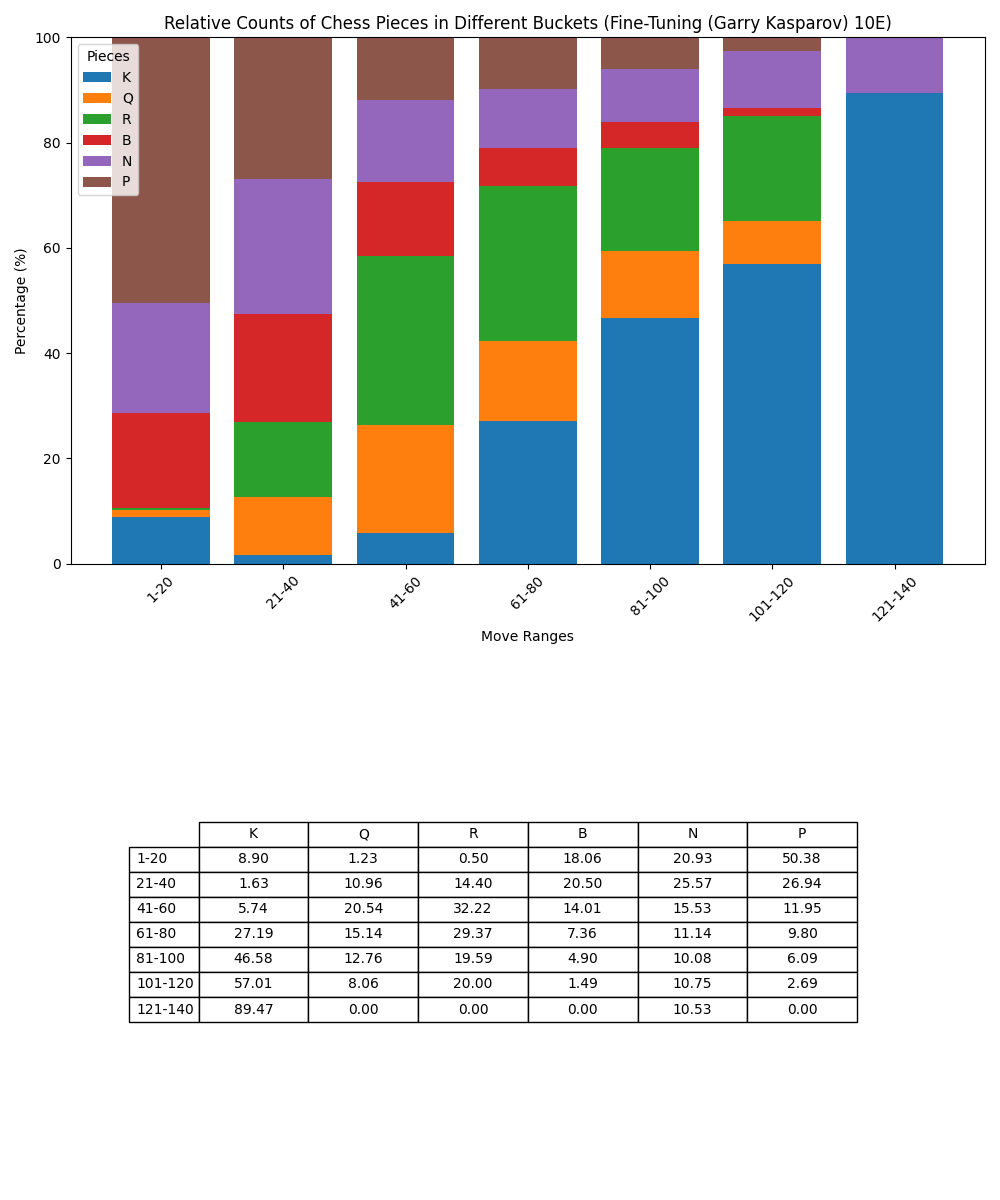 Relative Counts of Chess Pieces in Different Buckets (Fine-Tuning (Garry Kasparov) 10E)
Pieces
K
Q
R
B
N
P
Percentage (%)
100
80
60
40
20
0
1-20 21-40 41-60 61-80 81-100 101-120 121-140
Move Ranges
K Q R B N P
1-20 8.90 1.23 0.50 18.06 20.93 50.38
21-40 1.63 10.96 14.40 20.50 25.57 26.94
41-60 5.74 20.54 32.22 14.01 15.53 11.95
61-80 27.19 15.14 29.37 7.36 11.14 9.80
81-100 46.58 12.76 19.59 4.90 10.08 6.09
101-120 57.01 8.06 20.00 1.49 10.75 2.69
121-140 89.47 0.00 0.00 0.00 10.53 0.00